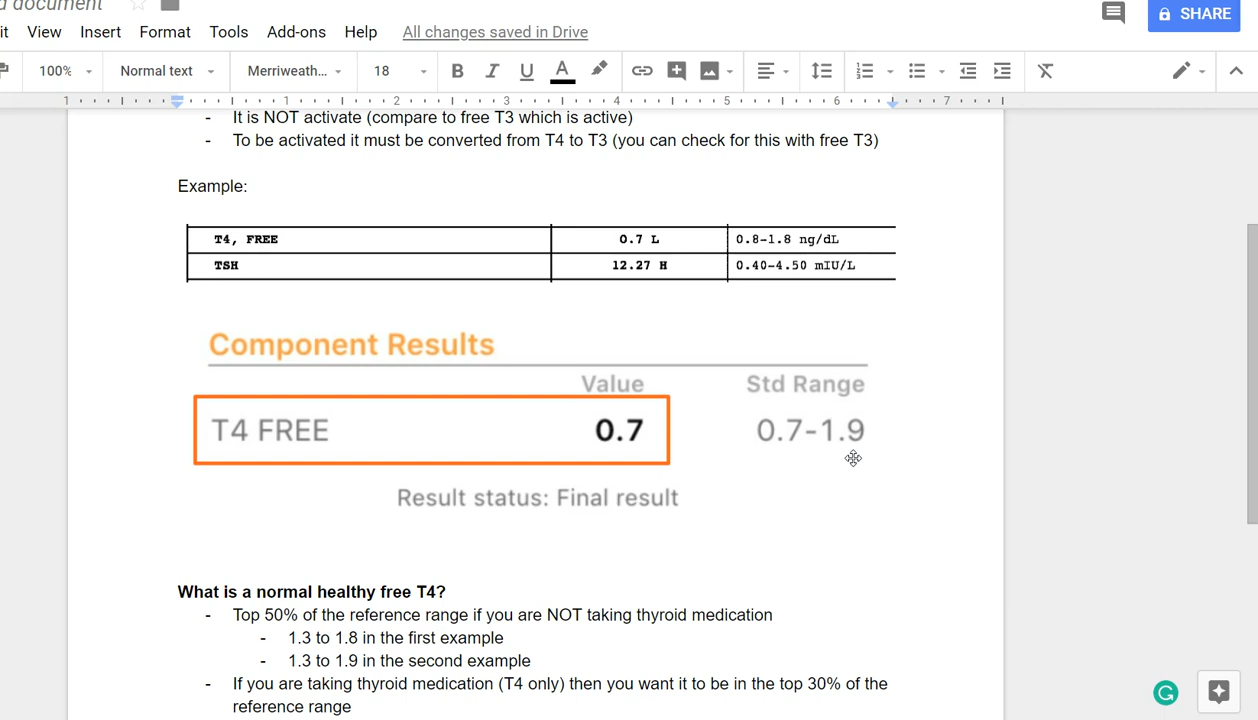 document
View Insert Format Tools Add-ons Help All changes saved in Drive SHARE
100% Normal text Merriweath... 18 B I U A
1 1 2 3 4 5 6 7
- It is NOT activate (compare to free T3 which is active)
- To be activated it must be converted from T4 to T3 (you can check for this with free T3)
Example:
T4, FREE 0.7 L 0.8-1.8 ng/dL
TSH 12.27 H 0.40-4.50 mIU/L
Component Results
Value Std Range
T4 FREE 0.7 0.7-1.9
Result status: Final result
What is a normal healthy free T4?
- Top 50% of the reference range if you are NOT taking thyroid medication
- 1.3 to 1.8 in the first example
- 1.3 to 1.9 in the second example
- If you are taking thyroid medication (T4 only) then you want it to be in the top 30% of the
reference range